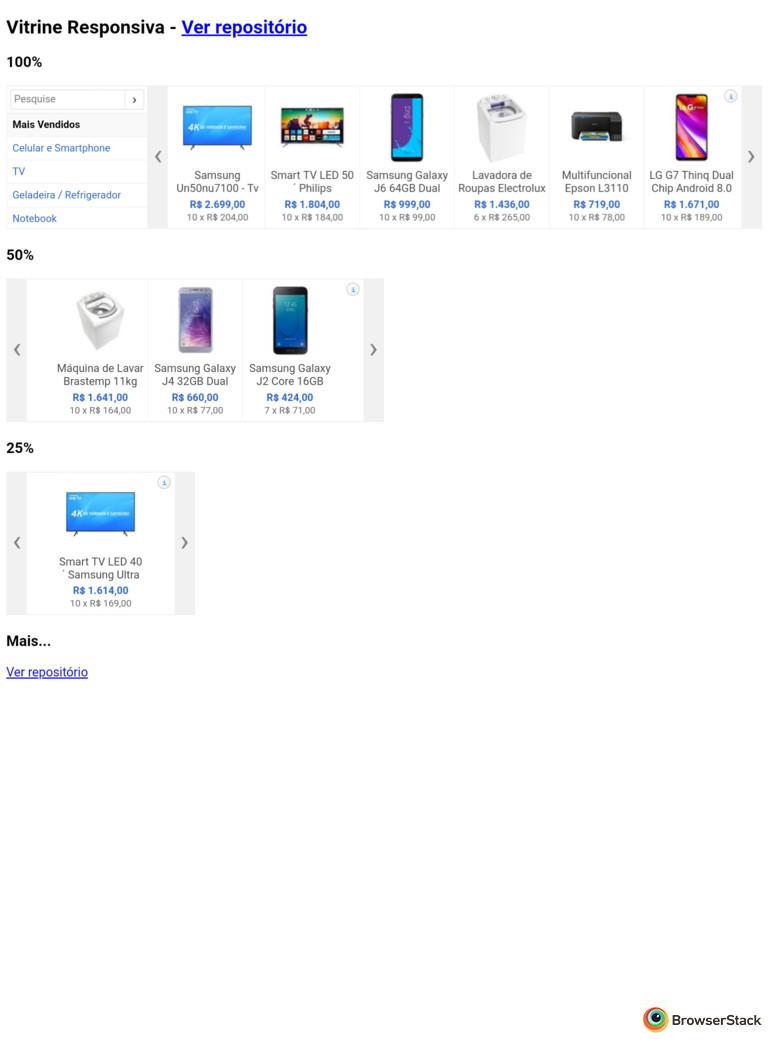 Vitrine Responsiva - Ver repositório
100%
Pesquise
›
Mais Vendidos
Celular e Smartphone
TV
Geladeira / Refrigerador
Notebook
❮
Samsung
Un50nu7100 - Tv
R$ 2.699,00
10 x R$ 204,00
Smart TV LED 50
´ Philips
R$ 1.804,00
10 x R$ 184,00
Samsung Galaxy
J6 64GB Dual
R$ 999,00
10 x R$ 99,00
Lavadora de
Roupas Electrolux
R$ 1.436,00
6 x R$ 265,00
Multifuncional
Epson L3110
R$ 719,00
10 x R$ 78,00
i
LG G7 Thinq Dual
Chip Android 8.0
R$ 1.671,00
10 x R$ 189,00
❯
50%
❮
Máquina de Lavar
Brastemp 11kg
R$ 1.641,00
10 x R$ 164,00
Samsung Galaxy
J4 32GB Dual
R$ 660,00
10 x R$ 77,00
Samsung Galaxy
J2 Core 16GB
R$ 424,00
7 x R$ 71,00
i
❯
25%
❮
i
4K
Smart TV LED 40
´ Samsung Ultra
R$ 1.614,00
10 x R$ 169,00
❯
Mais...
Ver repositório
BrowserStack